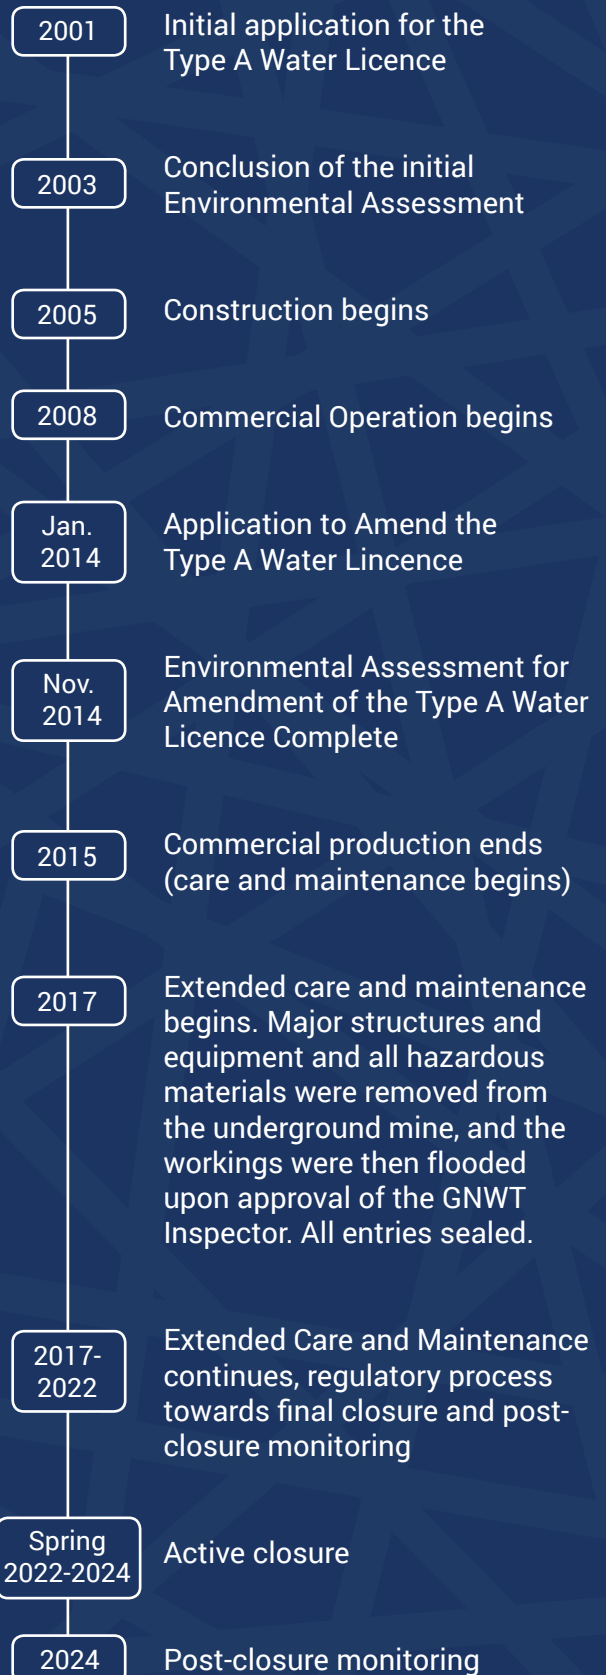 2001
Initial application for the
Type A Water Licence
2003
Conclusion of the initial
Environmental Assessment
2005
Construction begins
2008
Commercial Operation begins
Jan.
2014
Application to Amend the
Type A Water Lincence
Nov.
2014
Environmental Assessment for
Amendment of the Type A Water
Licence Complete
2015
Commercial production ends
(care and maintenance begins)
2017
Extended care and maintenance
begins. Major structures and
equipment and all hazardous
materials were removed from
the underground mine, and the
workings were then flooded
upon approval of the GNWT
Inspector. All entries sealed.
2017-
2022
Extended Care and Maintenance
continues, regulatory process
towards final closure and post-
closure monitoring
Spring
2022-2024
Active closure
2024
Post-closure monitoring